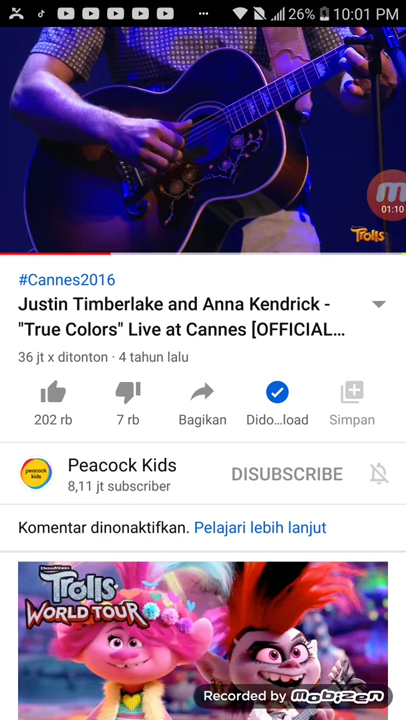 26% 10:01 PM
M
01:10
Trolls
#Cannes2016
Justin Timberlake and Anna Kendrick -
"True Colors" Live at Cannes [OFFICIAL...
36 jt x ditonton · 4 tahun lalu
202 rb
7 rb
Bagikan
Dido...load
Simpan
peacock
kids
Peacock Kids
8,11 jt subscriber
DISUBSCRIBE
Komentar dinonaktifkan. Pelajari lebih lanjut
DreamWorks
Trolls
WORLD TOUR
Recorded by mobizen